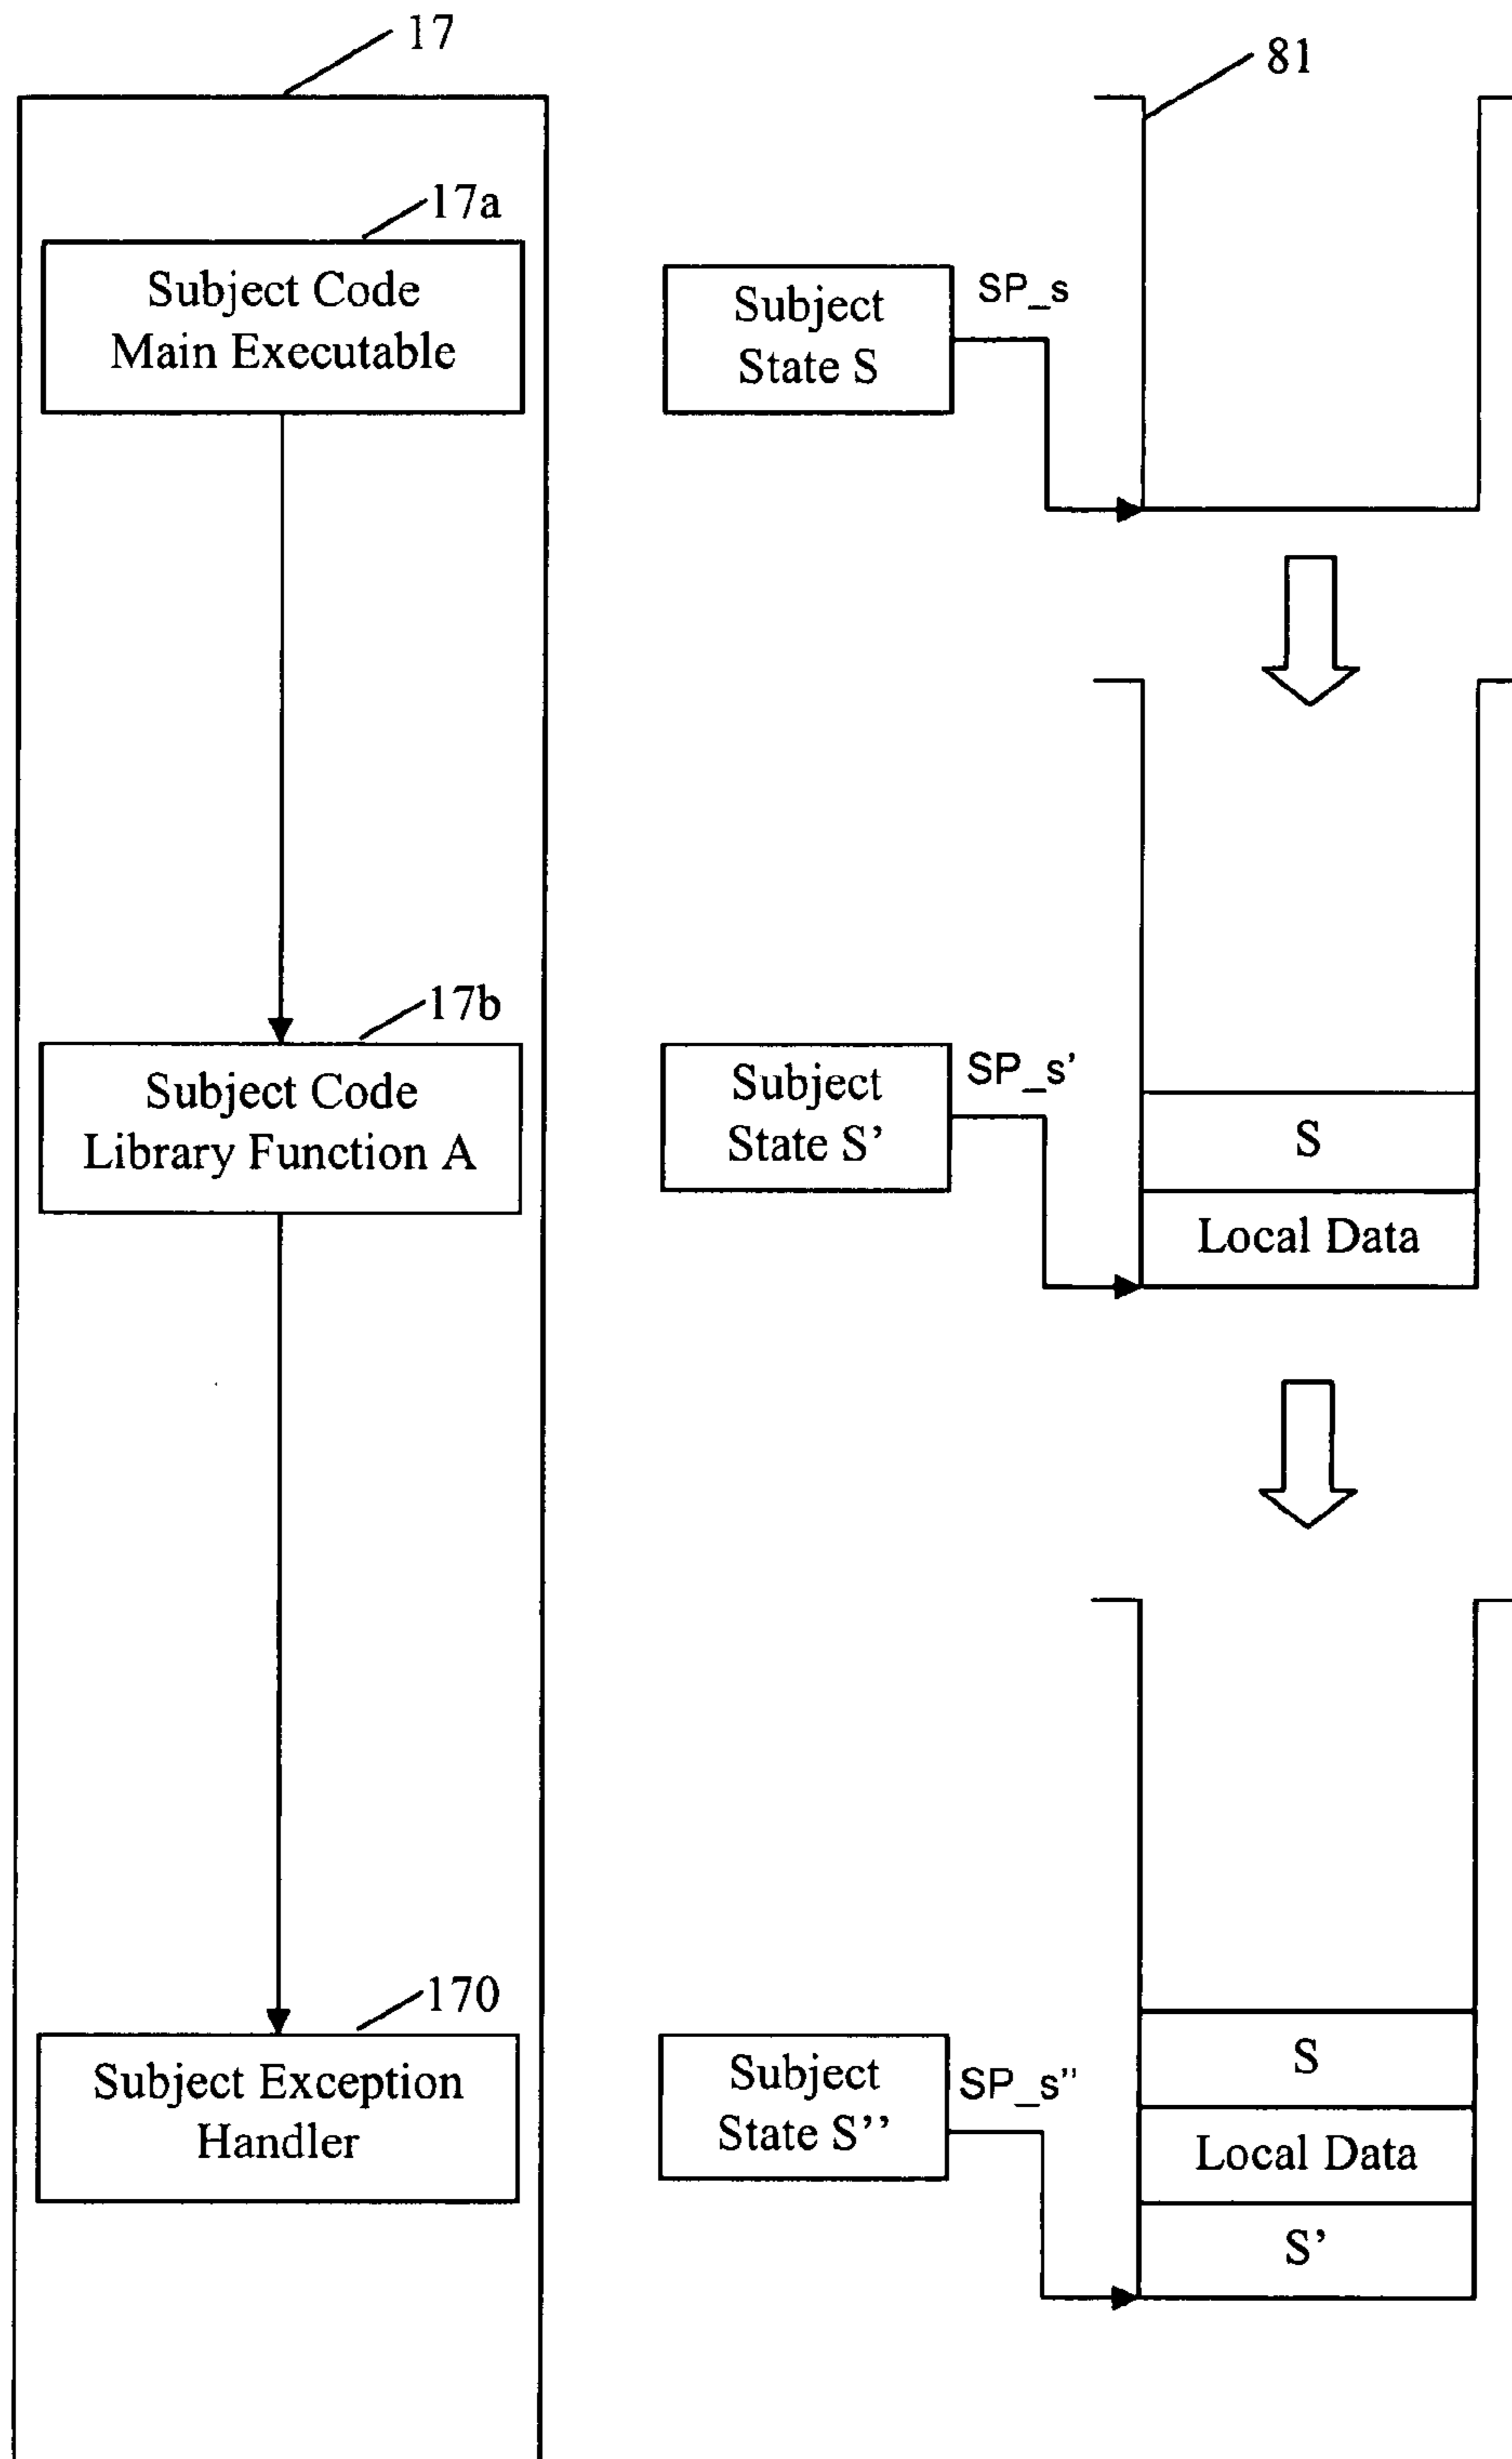 17
81
17a
Subject Code
Main Executable
Subject
State S
SP_s
17b
Subject Code
Library Function A
Subject
State S’
SP_s’
S
Local Data
170
Subject Exception
Handler
Subject
State S’’
SP_s’’
S
Local Data
S’